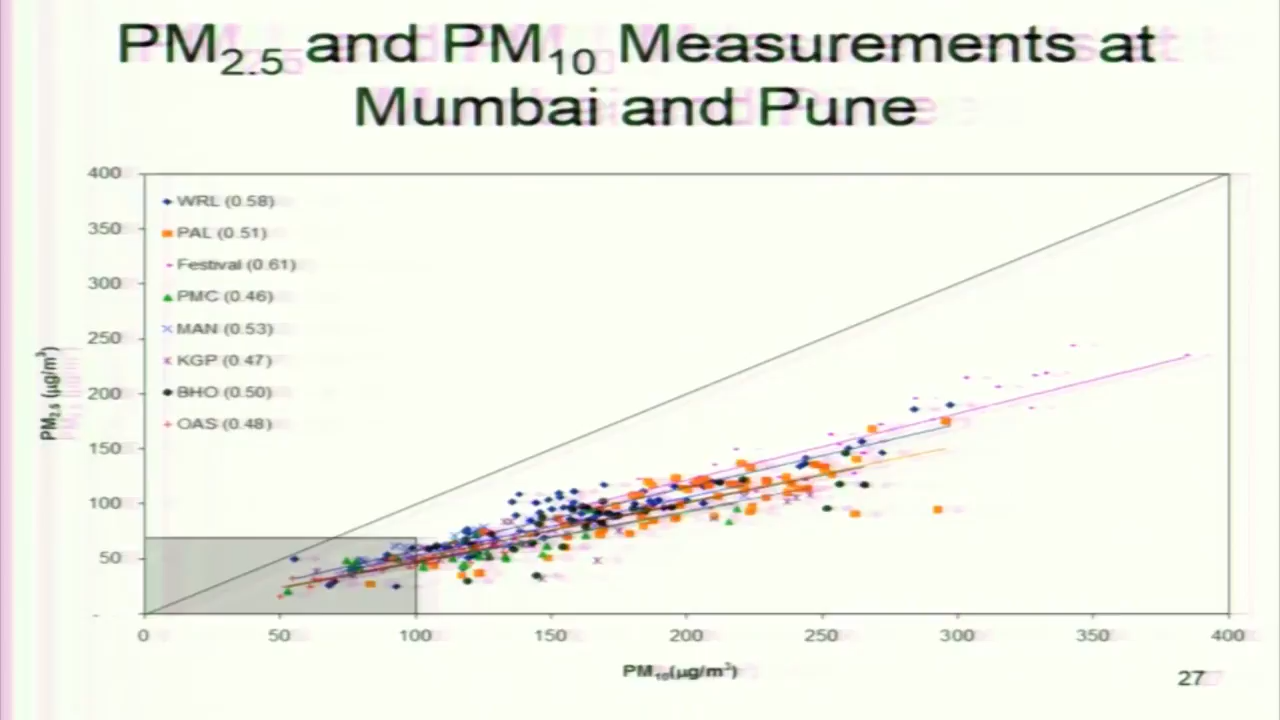 PM2.5 and PM10 Measurements at
Mumbai and Pune
400
350
300
250
200
150
100
50
-
PM2.5 (µg/m³)
WRL (0.58)
PAL (0.51)
Festival (0.61)
PMC (0.46)
MAN (0.53)
KGP (0.47)
BHO (0.50)
OAS (0.48)
0 50 100 150 200 250 300 350 400
PM10(µg/m³)
27